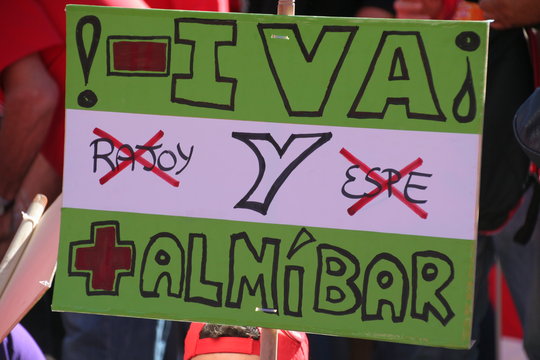 ! - IVA ¡
RAJOY Y ESPE
+ ALMÍBAR